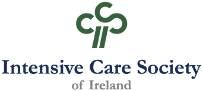 Intensive Care Society
of Ireland